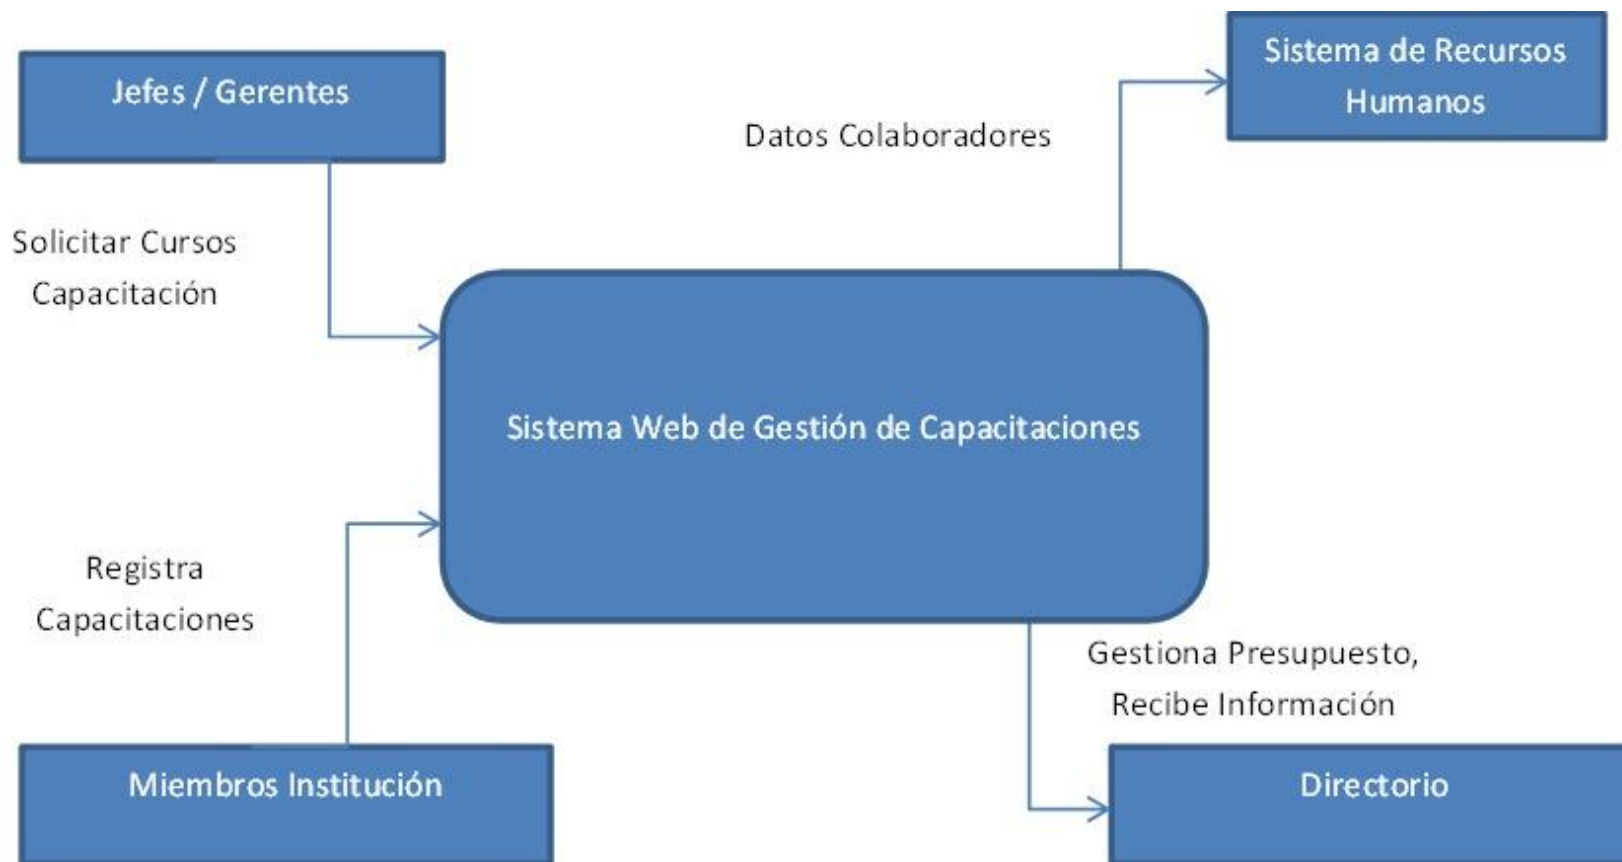 Jefes / Gerentes
Sistema de Recursos
Humanos
Datos Colaboradores
Solicitar Cursos
Capacitación
Sistema Web de Gestión de Capacitaciones
Registra
Capacitaciones
Gestiona Presupuesto,
Recibe Información
Miembros Institución
Directorio